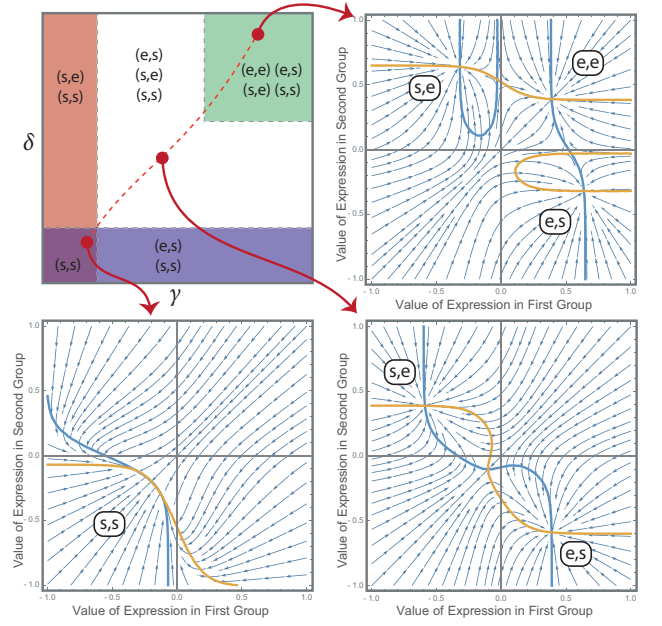 δ
(s,e)
(s,s)
(e,s)
(s,e)
(s,s)
(e,e) (e,s)
(s,e) (s,s)
(s,s)
(e,s)
(s,s)
γ
Value of Expression in Second Group
1.0
0.5
0.0
0.5
- 1.0
s,e
e,e
e,s
- 1.0
- 0.5
0.0
0.5
1.0
Value of Expression in First Group
Value of Expression in Second Group
1.0
0.5
0.0
0.5
- 1.0
s,s
- 1.0
- 0.5
0.0
0.5
1.0
Value of Expression in First Group
Value of Expression in Second Group
1.0
0.5
0.0
0.5
- 1.0
s,e
e,s
- 1.0
- 0.5
0.0
0.5
1.0
Value of Expression in First Group